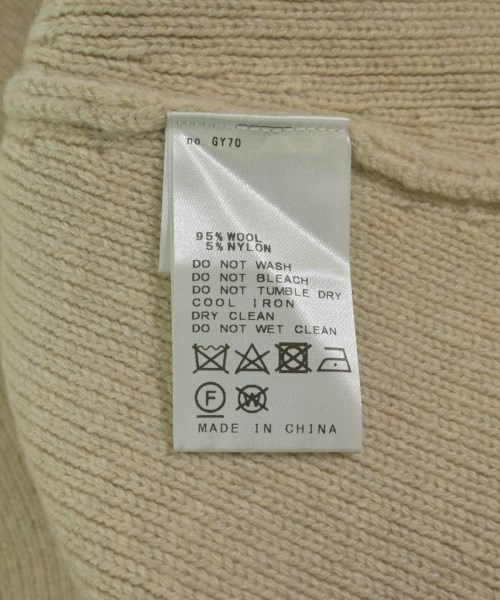 no. GY70
95% WOOL
5% NYLON
DO NOT WASH
DO NOT BLEACH
DO NOT TUMBLE DRY
COOL IRON
DRY CLEAN
DO NOT WET CLEAN
F W
MADE IN CHINA